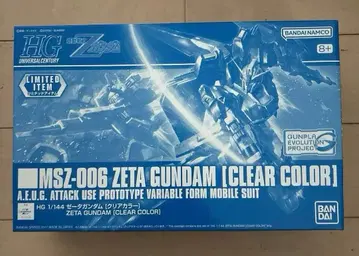 HG
UNIVERSAL CENTURY
BANDAI NAMCO
8+
LIMITED
ITEM
GUNPLA
EVOLUTION
PROJECT
MSZ-006 ZETA GUNDAM [CLEAR COLOR]
A.E.U.G. ATTACK USE PROTOTYPE VARIABLE FORM MOBILE SUIT
HG 1/144 ゼータガンダム [クリアカラー]
ZETA GUNDAM [CLEAR COLOR]
BAN
DAI